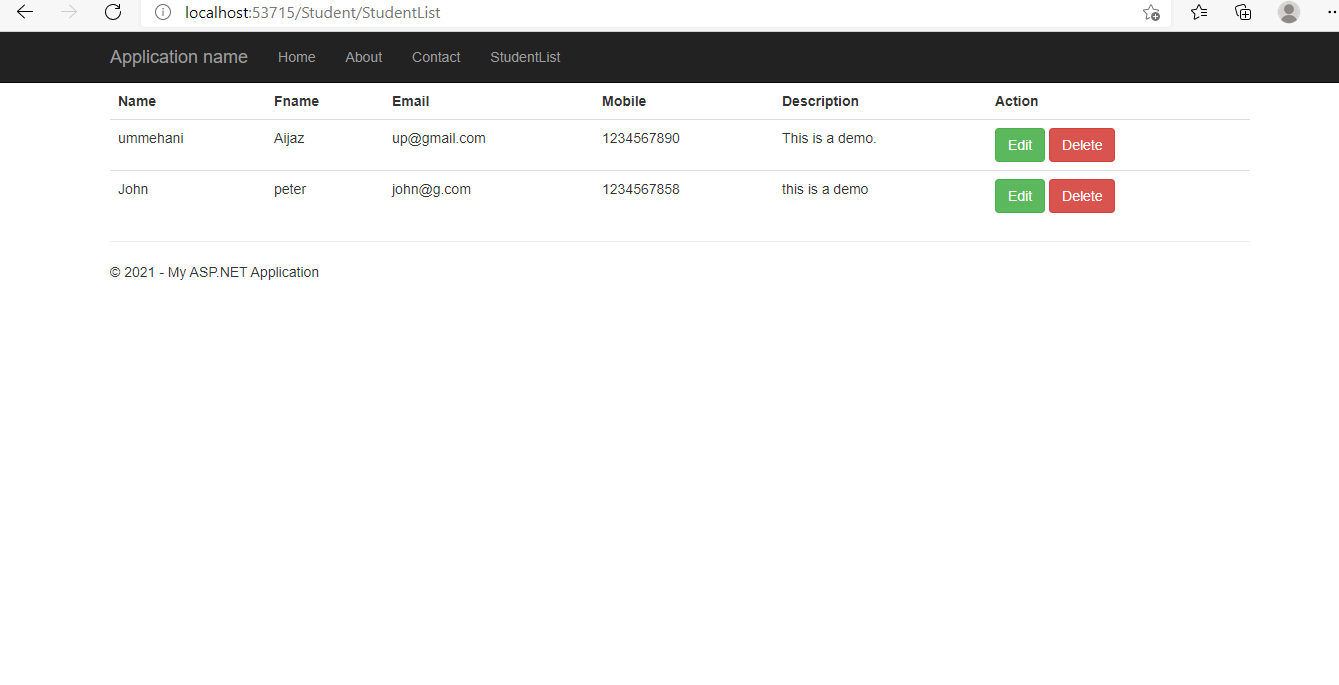 localhost:53715/Student/StudentList
Application name Home About Contact StudentList
Name Fname Email Mobile Description Action
ummehani Aijaz up@gmail.com 1234567890 This is a demo. Edit Delete
John peter john@g.com 1234567858 this is a demo Edit Delete
© 2021 - My ASP.NET Application